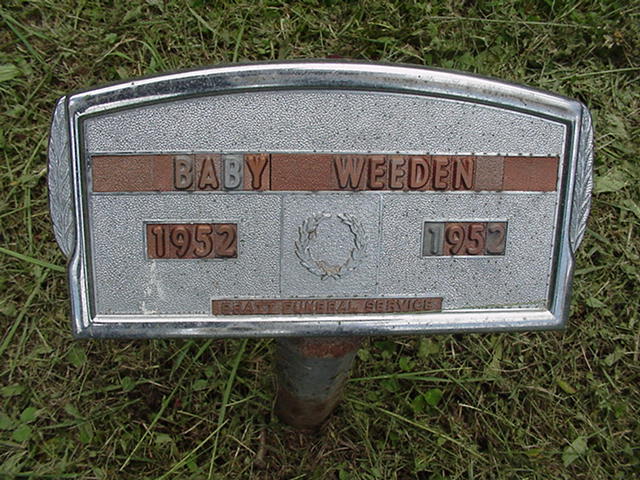 BABY WEEDEN
1952 1952
FUNERAL SERVICE